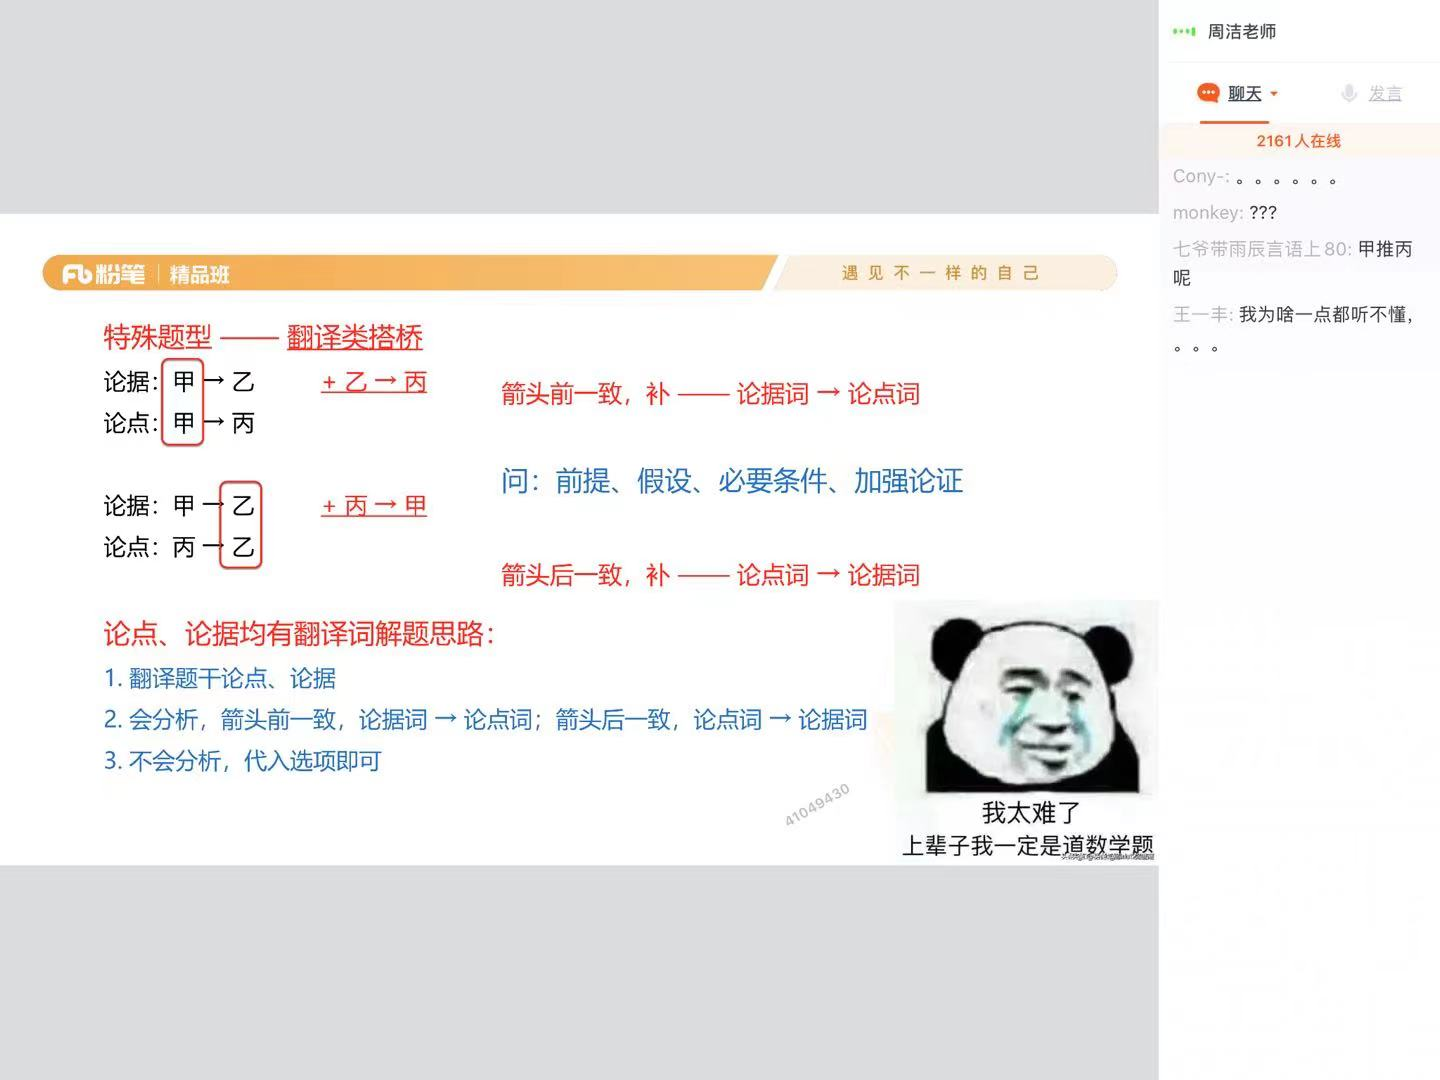 粉笔 精品班
遇见不一样的自己
特殊题型 —— 翻译类搭桥
论据：甲 → 乙 + 乙 → 丙
论点：甲 → 丙
箭头前一致，补 —— 论据词 → 论点词
问：前提、假设、必要条件、加强论证
论据：甲 → 乙 + 丙 → 甲
论点：丙 → 乙
箭头后一致，补 —— 论点词 → 论据词
论点、论据均有翻译词解题思路：
1. 翻译题干论点、论据
2. 会分析，箭头前一致，论据词 → 论点词；箭头后一致，论点词 → 论据词
3. 不会分析，代入选项即可
41049430
我太难了
上辈子我一定是道数学题
周洁老师
聊天 发言
2161人在线
Cony-: 。。。。。。
monkey: ???
七爷带雨辰言语上80: 甲推丙
呢
王一丰: 我为啥一点都听不懂，
。。。